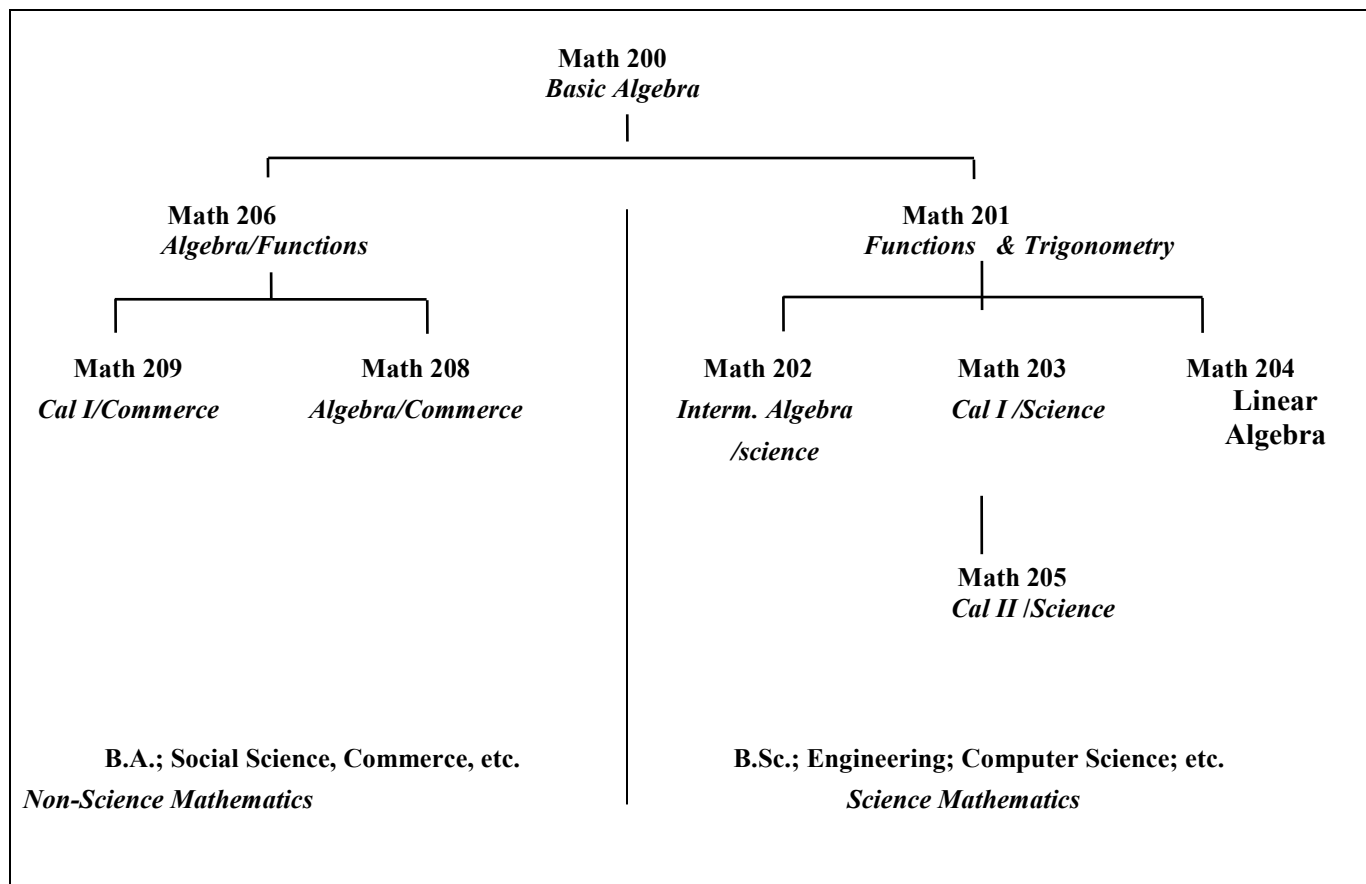 Math 200
Basic Algebra
Math 206
Algebra/Functions
Math 201
Functions & Trigonometry
Math 209
Cal I/Commerce
Math 208
Algebra/Commerce
Math 202
Interm. Algebra
/science
Math 203
Cal I /Science
Math 204
Linear
Algebra
Math 205
Cal II /Science
B.A.; Social Science, Commerce, etc.
Non-Science Mathematics
B.Sc.; Engineering; Computer Science; etc.
Science Mathematics